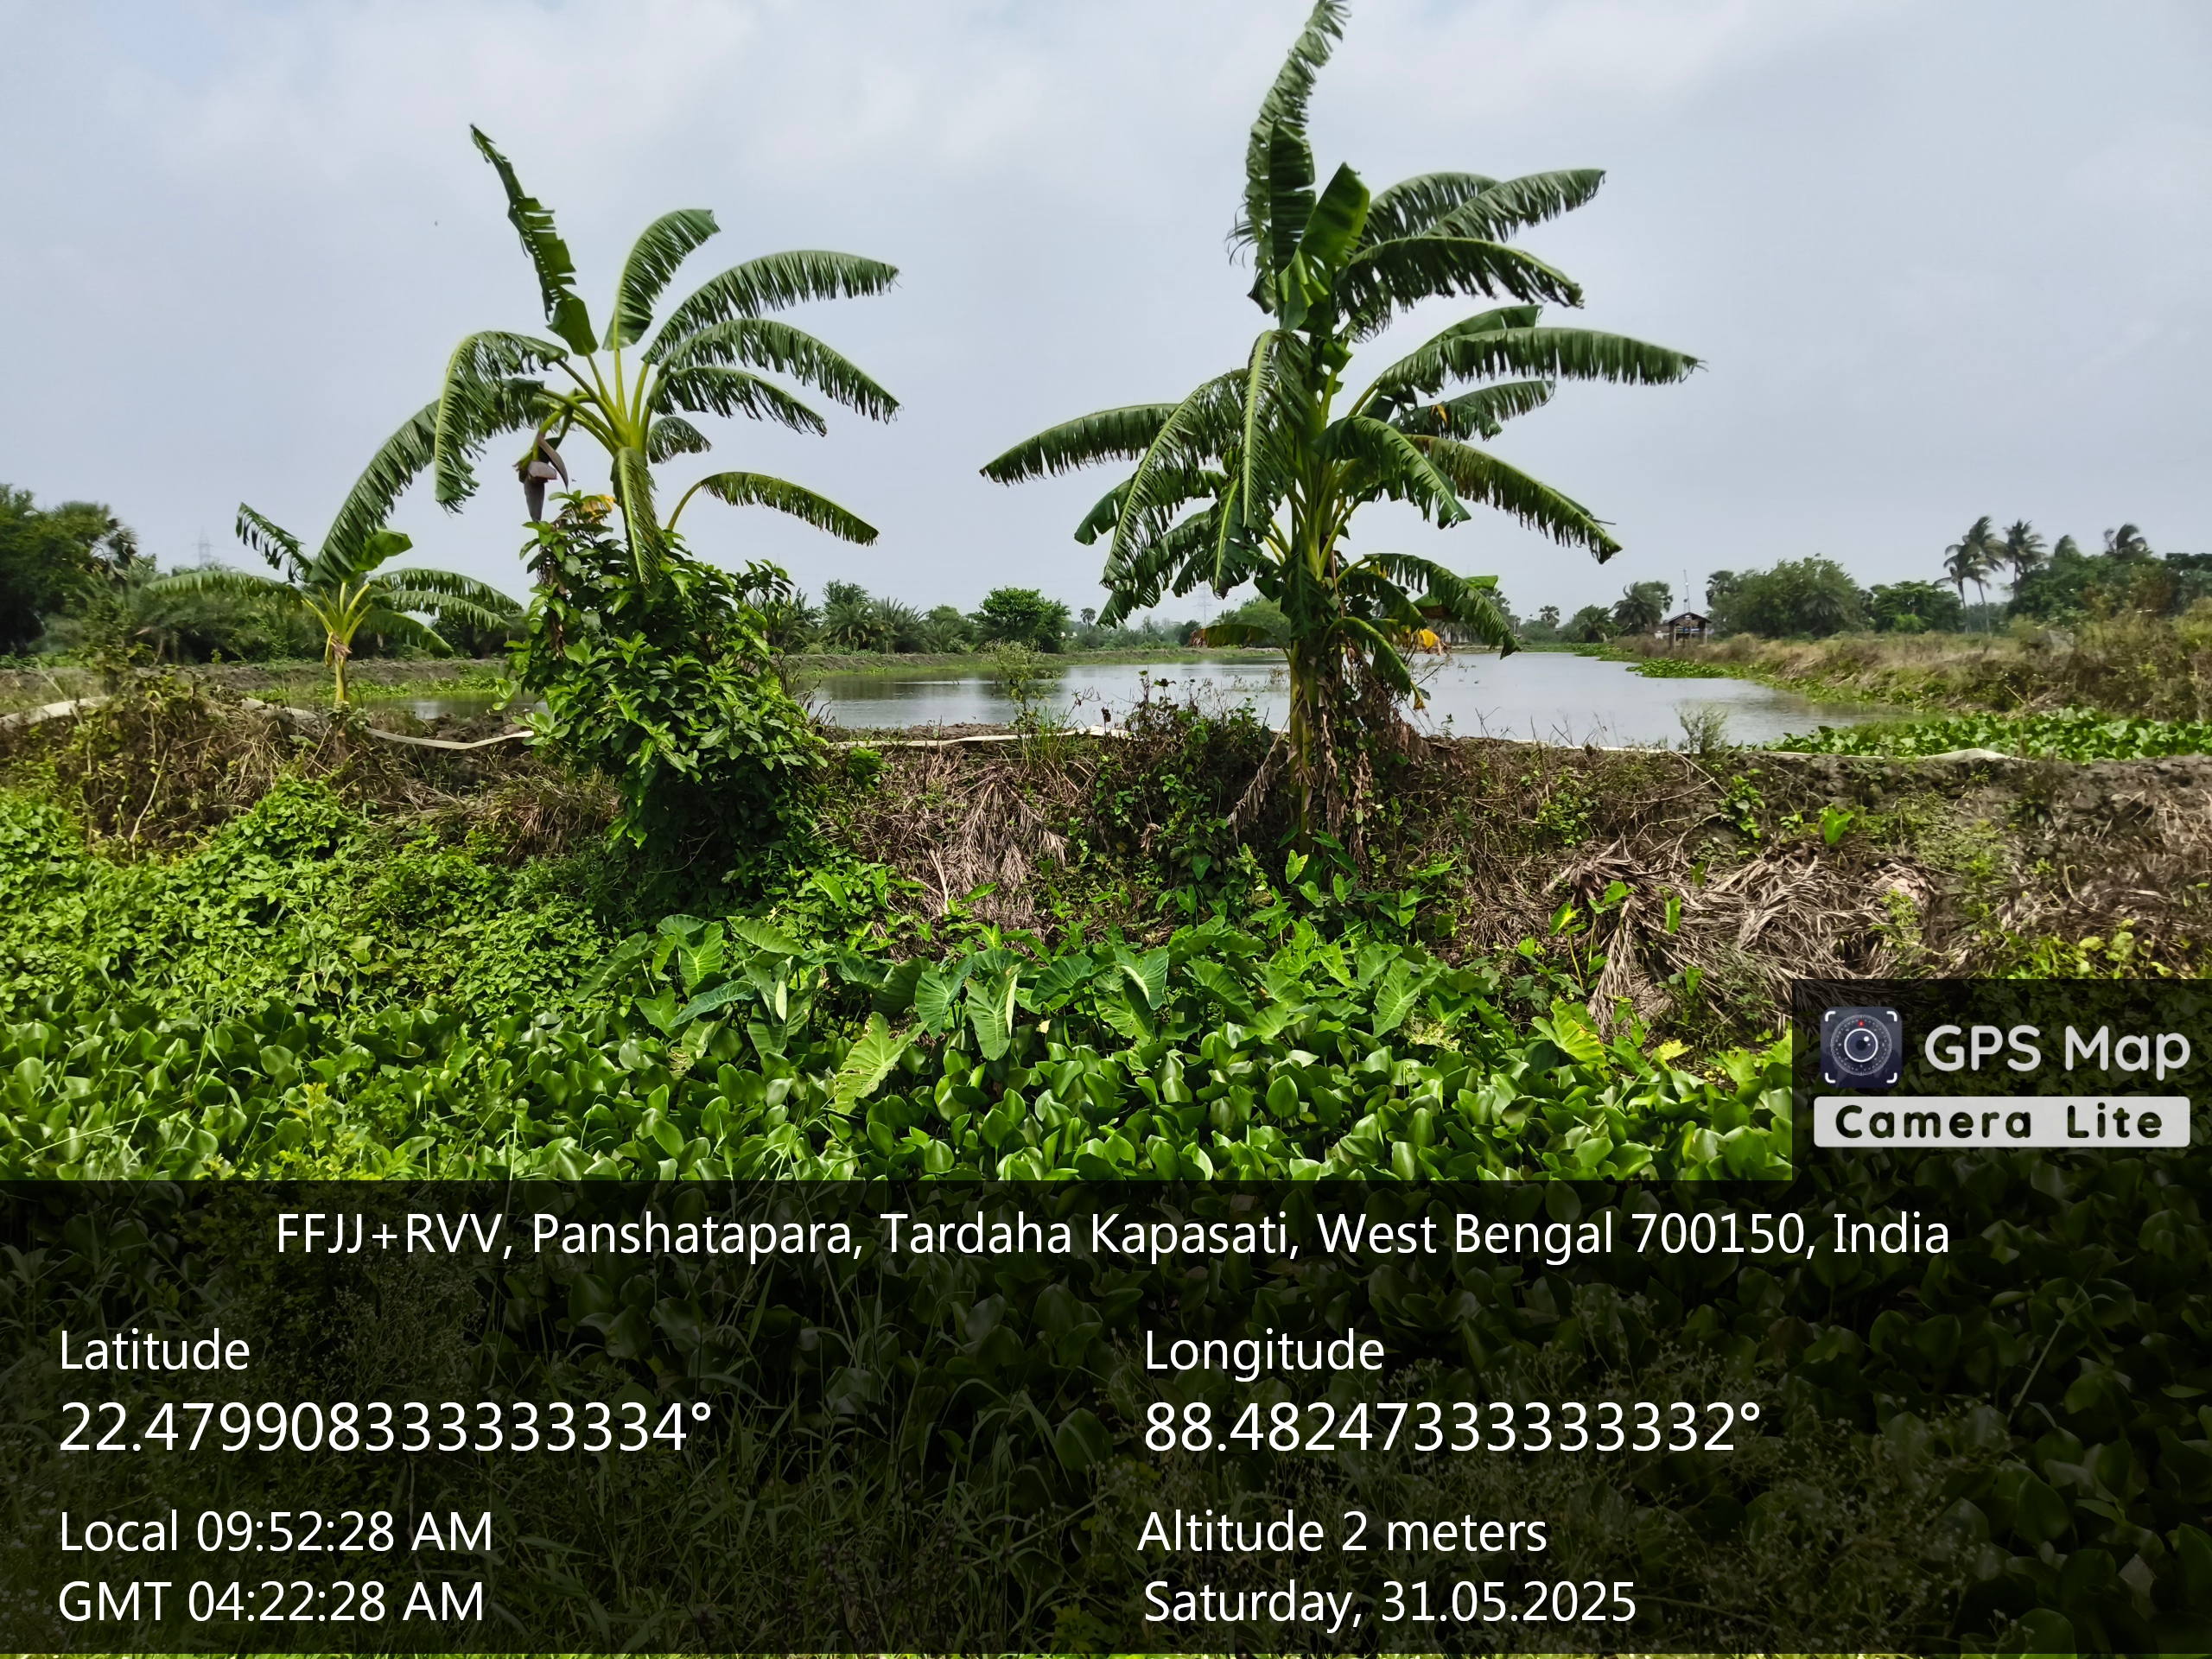 GPS Map
Camera Lite
FFJJ+RVV, Panshatapara, Tardaha Kapasati, West Bengal 700150, India
Latitude
22.479908333333334°
Longitude
88.48247333333332°
Local 09:52:28 AM
GMT 04:22:28 AM
Altitude 2 meters
Saturday, 31.05.2025